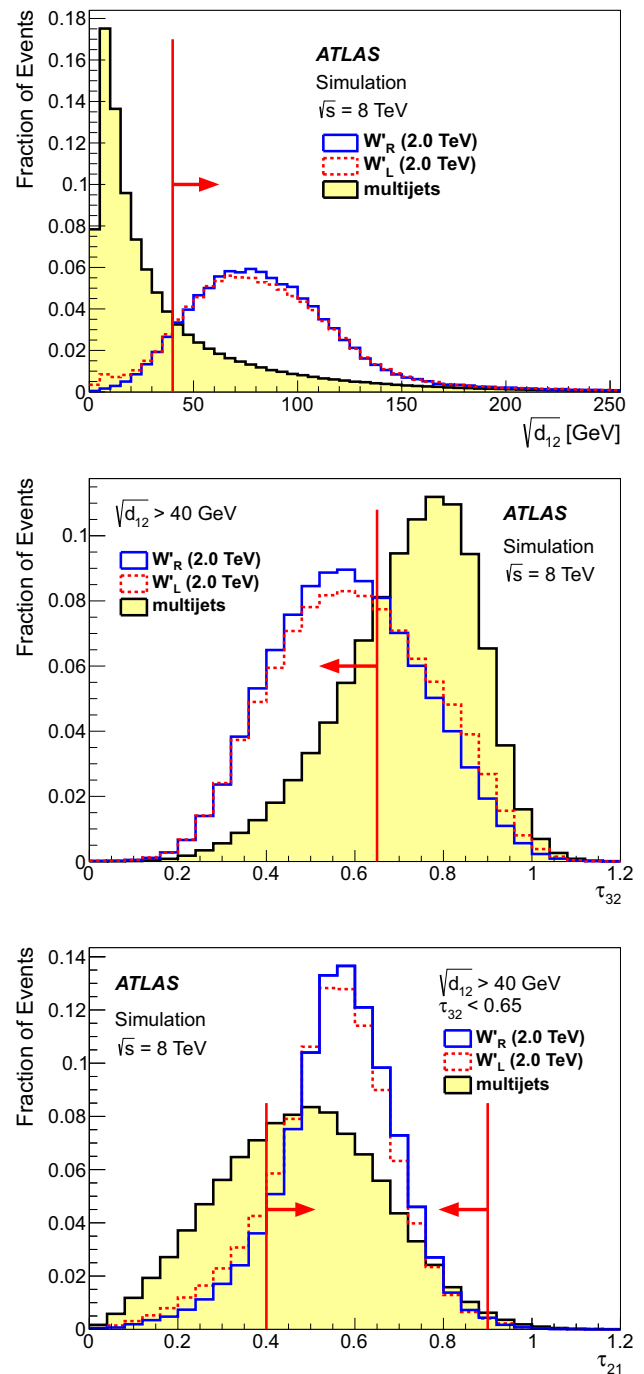 Fraction of Events
0.18
0.16
0.14
0.12
0.1
0.08
0.06
0.04
0.02
0
ATLAS
Simulation
√s = 8 TeV
W'R (2.0 TeV)
W'L (2.0 TeV)
multijets
0 50 100 150 200 250
√d12 [GeV]
Fraction of Events
0.1
0.08
0.06
0.04
0.02
0
√d12 > 40 GeV
W'R (2.0 TeV)
W'L (2.0 TeV)
multijets
ATLAS
Simulation
√s = 8 TeV
0 0.2 0.4 0.6 0.8 1 1.2
τ32
Fraction of Events
0.14
0.12
0.1
0.08
0.06
0.04
0.02
0
ATLAS
Simulation
√s = 8 TeV
√d12 > 40 GeV
τ32 < 0.65
W'R (2.0 TeV)
W'L (2.0 TeV)
multijets
0 0.2 0.4 0.6 0.8 1 1.2
τ21